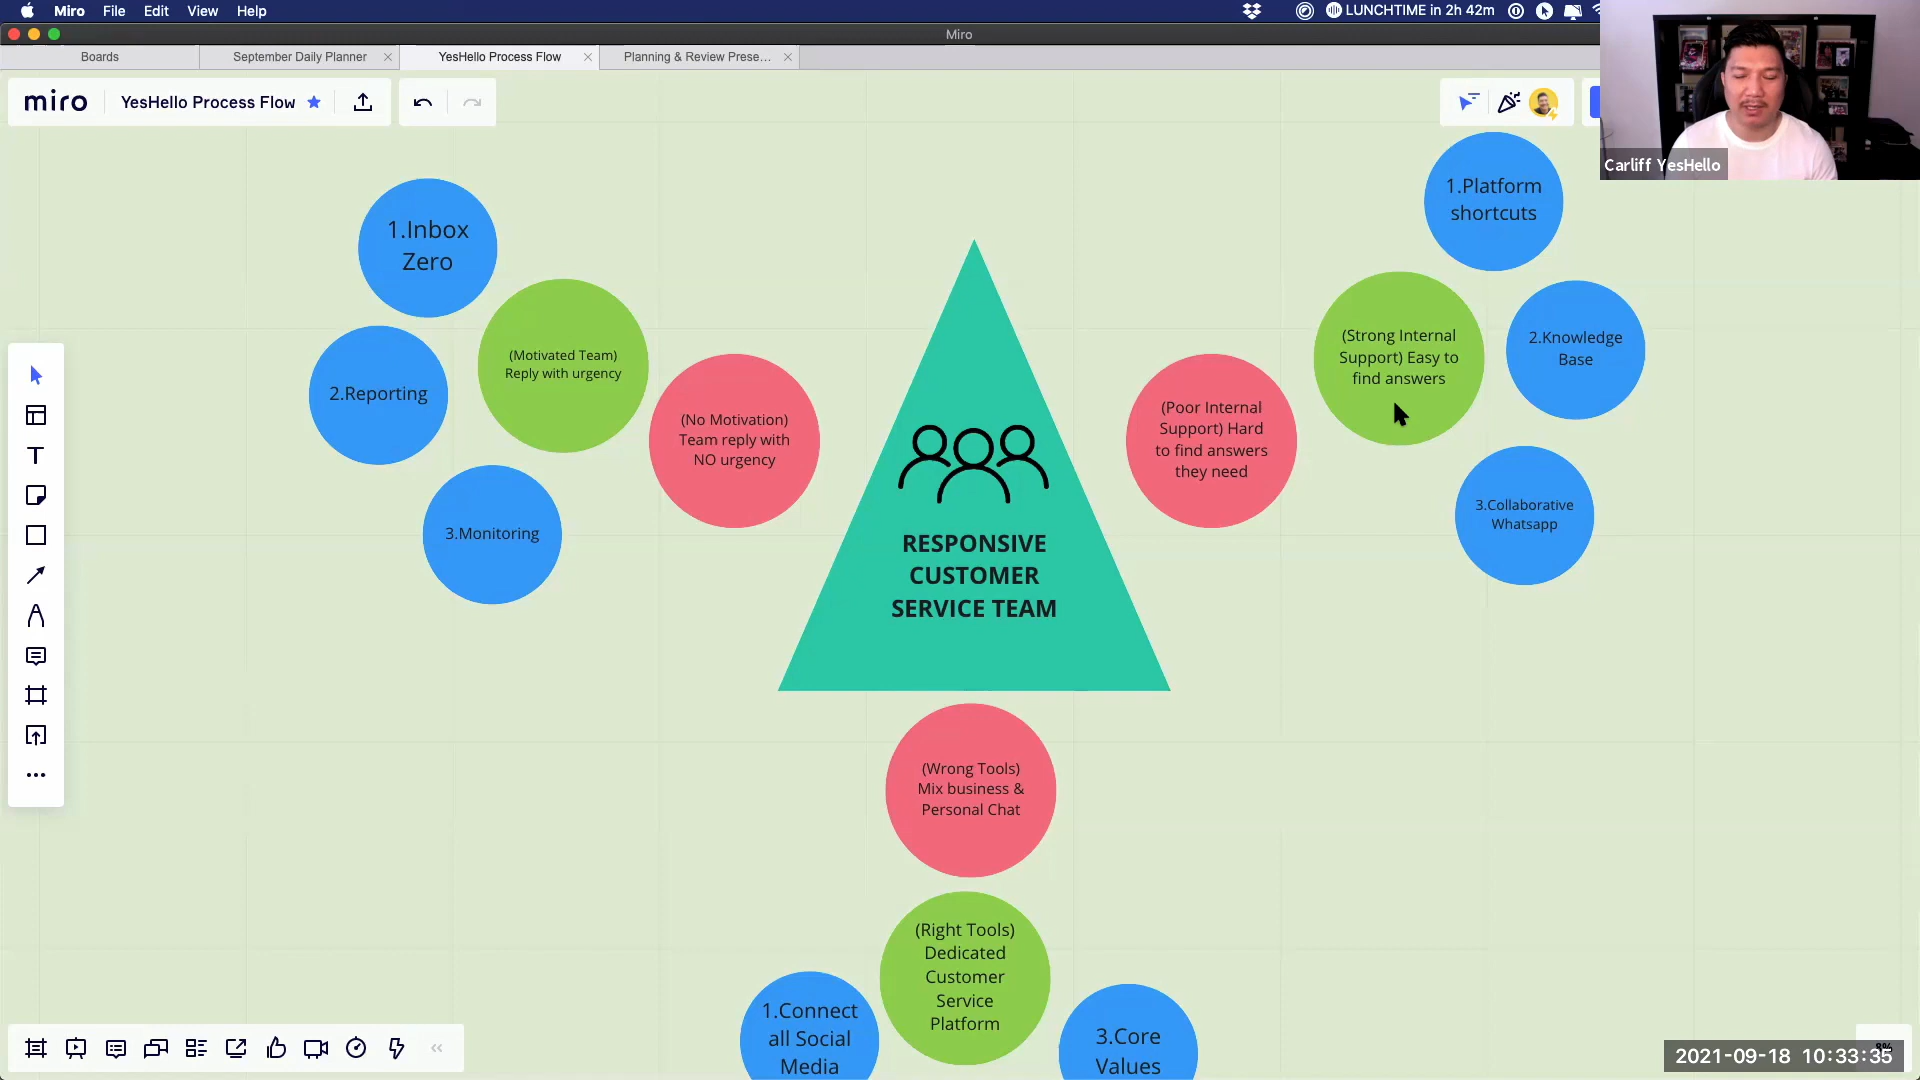 Miro File Edit View Help
LUNCHTIME in 2h 42m
Miro
Boards
September Daily Planner
YesHello Process Flow
Planning & Review Prese...
miro
YesHello Process Flow
Carliff YesHello
1.Inbox
Zero
2.Reporting
3.Monitoring
(Motivated Team)
Reply with urgency
(No Motivation)
Team reply with
NO urgency
RESPONSIVE
CUSTOMER
SERVICE TEAM
(Poor Internal
Support) Hard
to find answers
they need
(Strong Internal
Support) Easy to
find answers
1.Platform
shortcuts
2.Knowledge
Base
3.Collaborative
Whatsapp
(Wrong Tools)
Mix business &
Personal Chat
(Right Tools)
Dedicated
Customer
Service
Platform
1.Connect
all Social
Media
3.Core
Values
2021-09-18 10:33:35